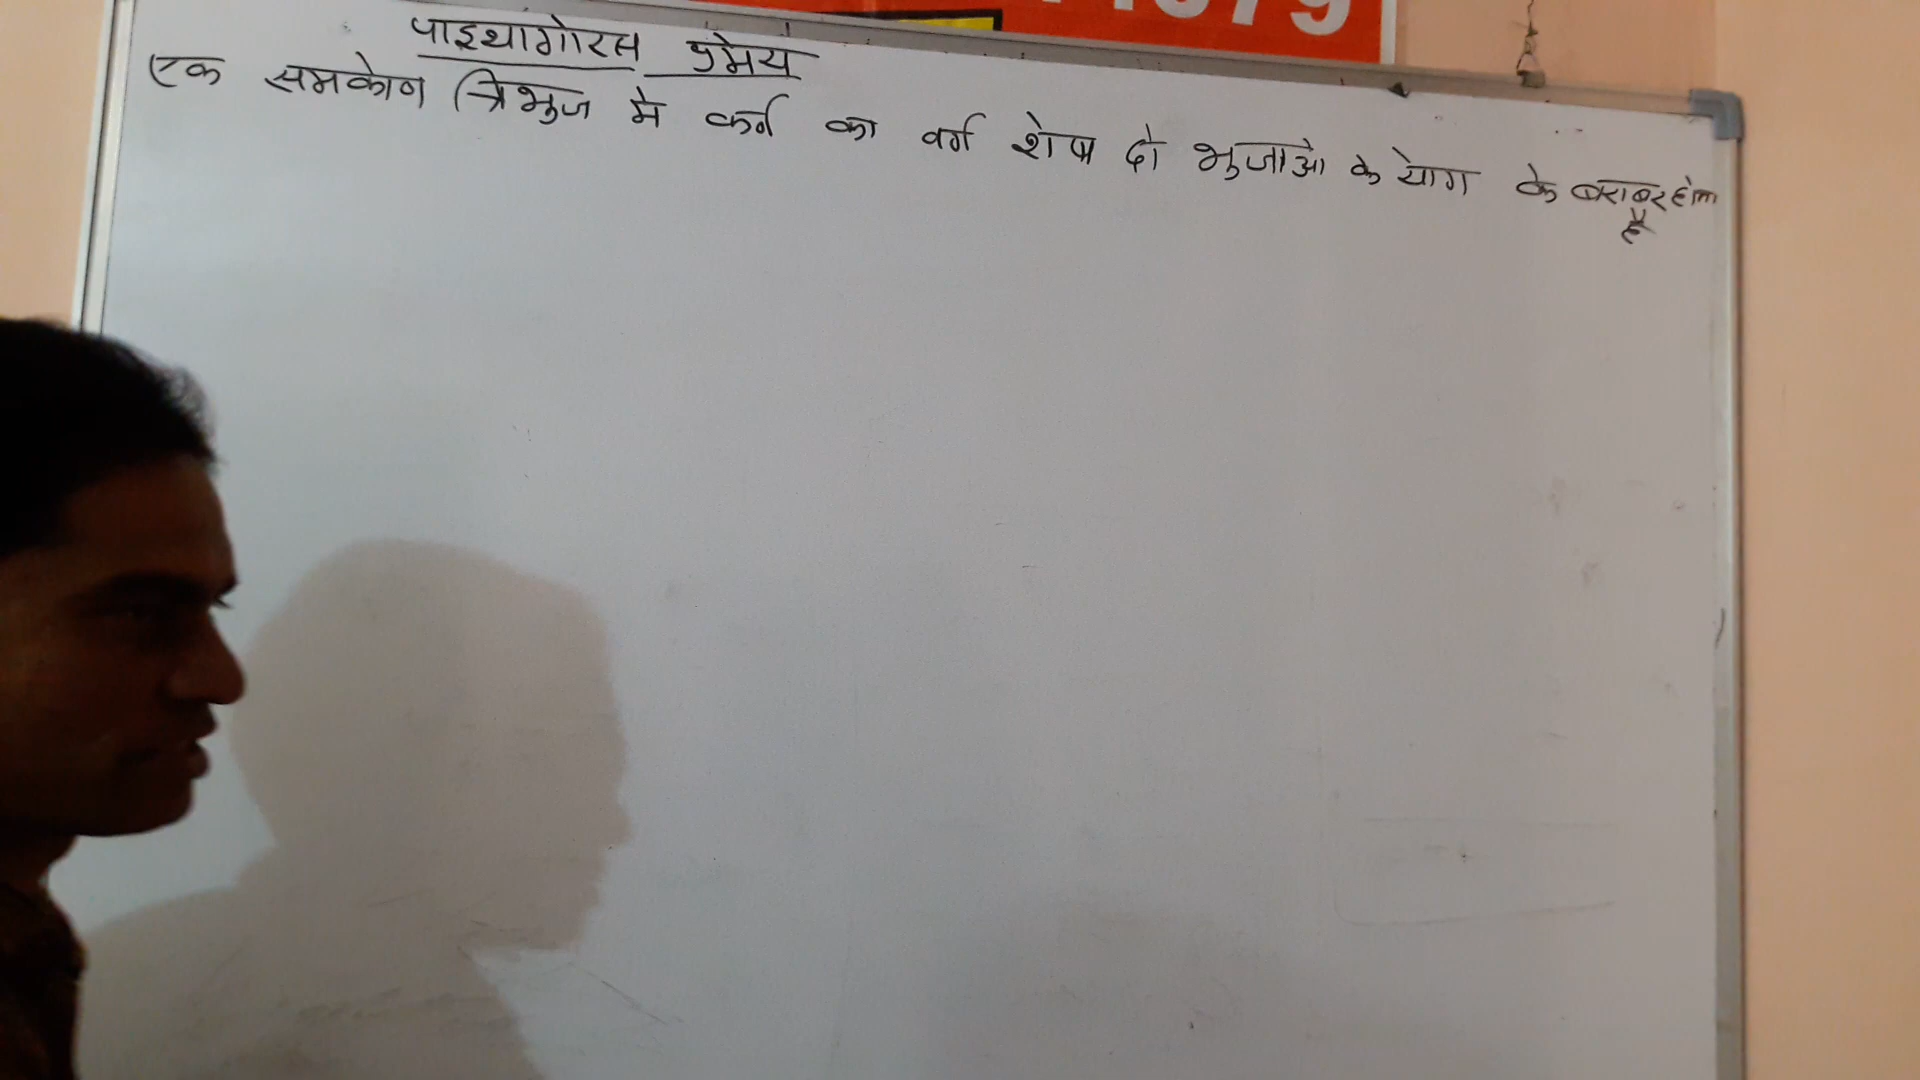 पाइथागोरस प्रमेय
एक समकोण त्रिभुज मे कर्ण का वर्ग शेष दो भुजाओ के योग के बराबर होता
है